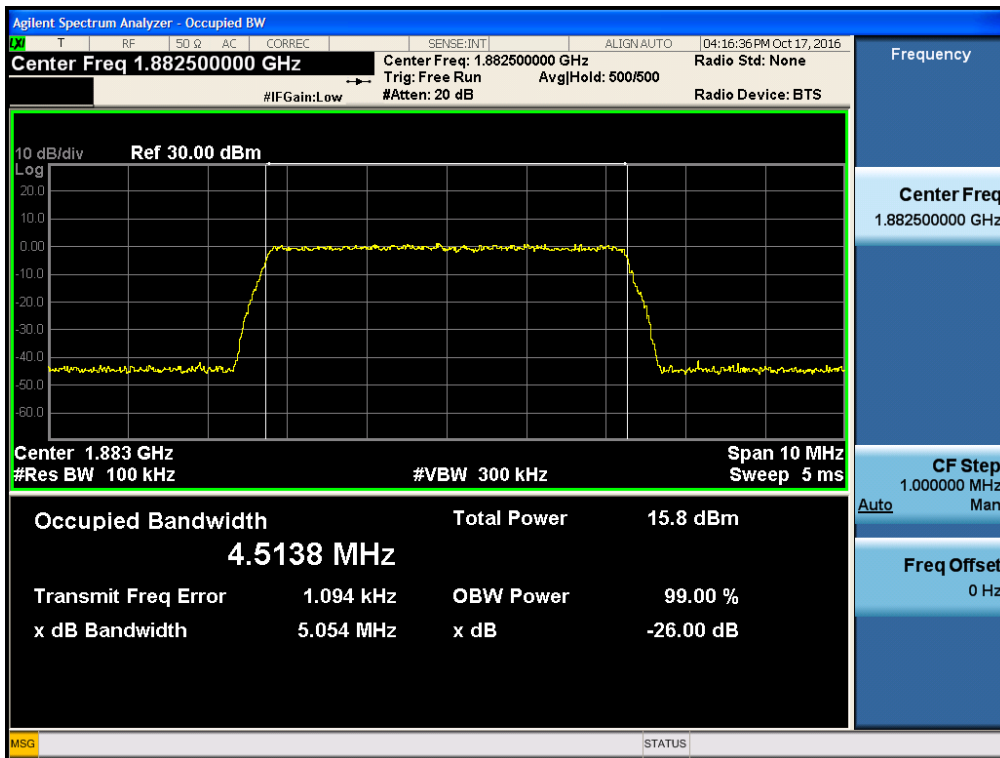 Agilent Spectrum Analyzer - Occupied BW
LXI T RF 50 Ω AC CORREC SENSE:INT ALIGN AUTO 04:16:36 PM Oct 17, 2016
Center Freq 1.882500000 GHz Center Freq: 1.882500000 GHz Radio Std: None
Trig: Free Run Avg|Hold: 500/500
#IFGain:Low #Atten: 20 dB Radio Device: BTS
10 dB/div Ref 30.00 dBm
Log
20.0
10.0
0.00
-10.0
-20.0
-30.0
-40.0
-50.0
-60.0
Center 1.883 GHz Span 10 MHz
#Res BW 100 kHz #VBW 300 kHz Sweep 5 ms
Occupied Bandwidth Total Power 15.8 dBm
4.5138 MHz
Transmit Freq Error 1.094 kHz OBW Power 99.00 %
x dB Bandwidth 5.054 MHz x dB -26.00 dB
Frequency
Center Freq
1.882500000 GHz
CF Step
1.000000 MHz
Auto Man
Freq Offset
0 Hz
MSG STATUS